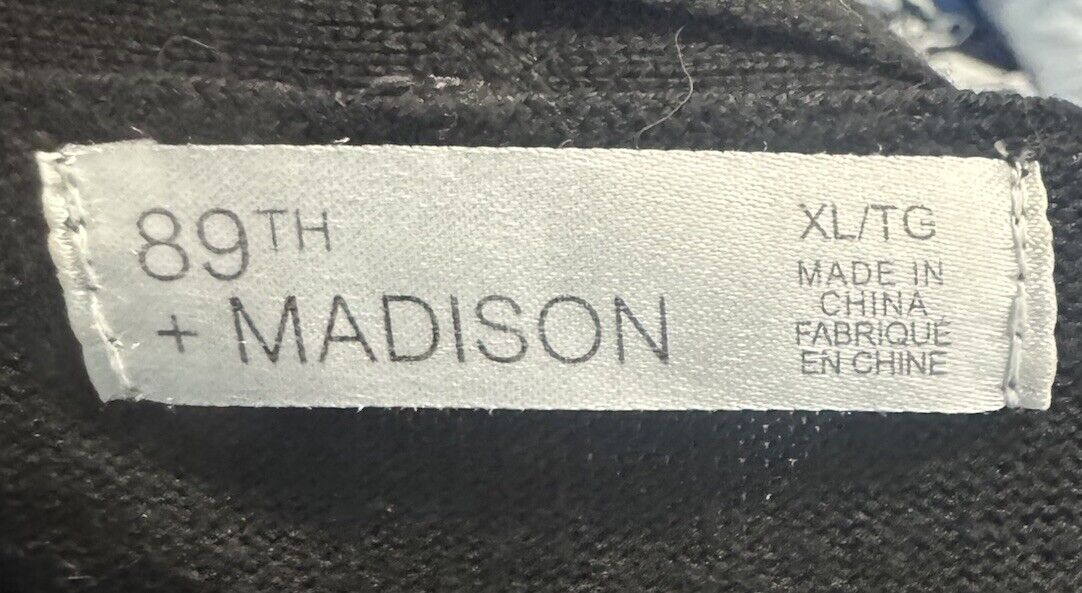 89TH
+ MADISON
XL/TG
MADE IN
CHINA
FABRIQUÉ
EN CHINE